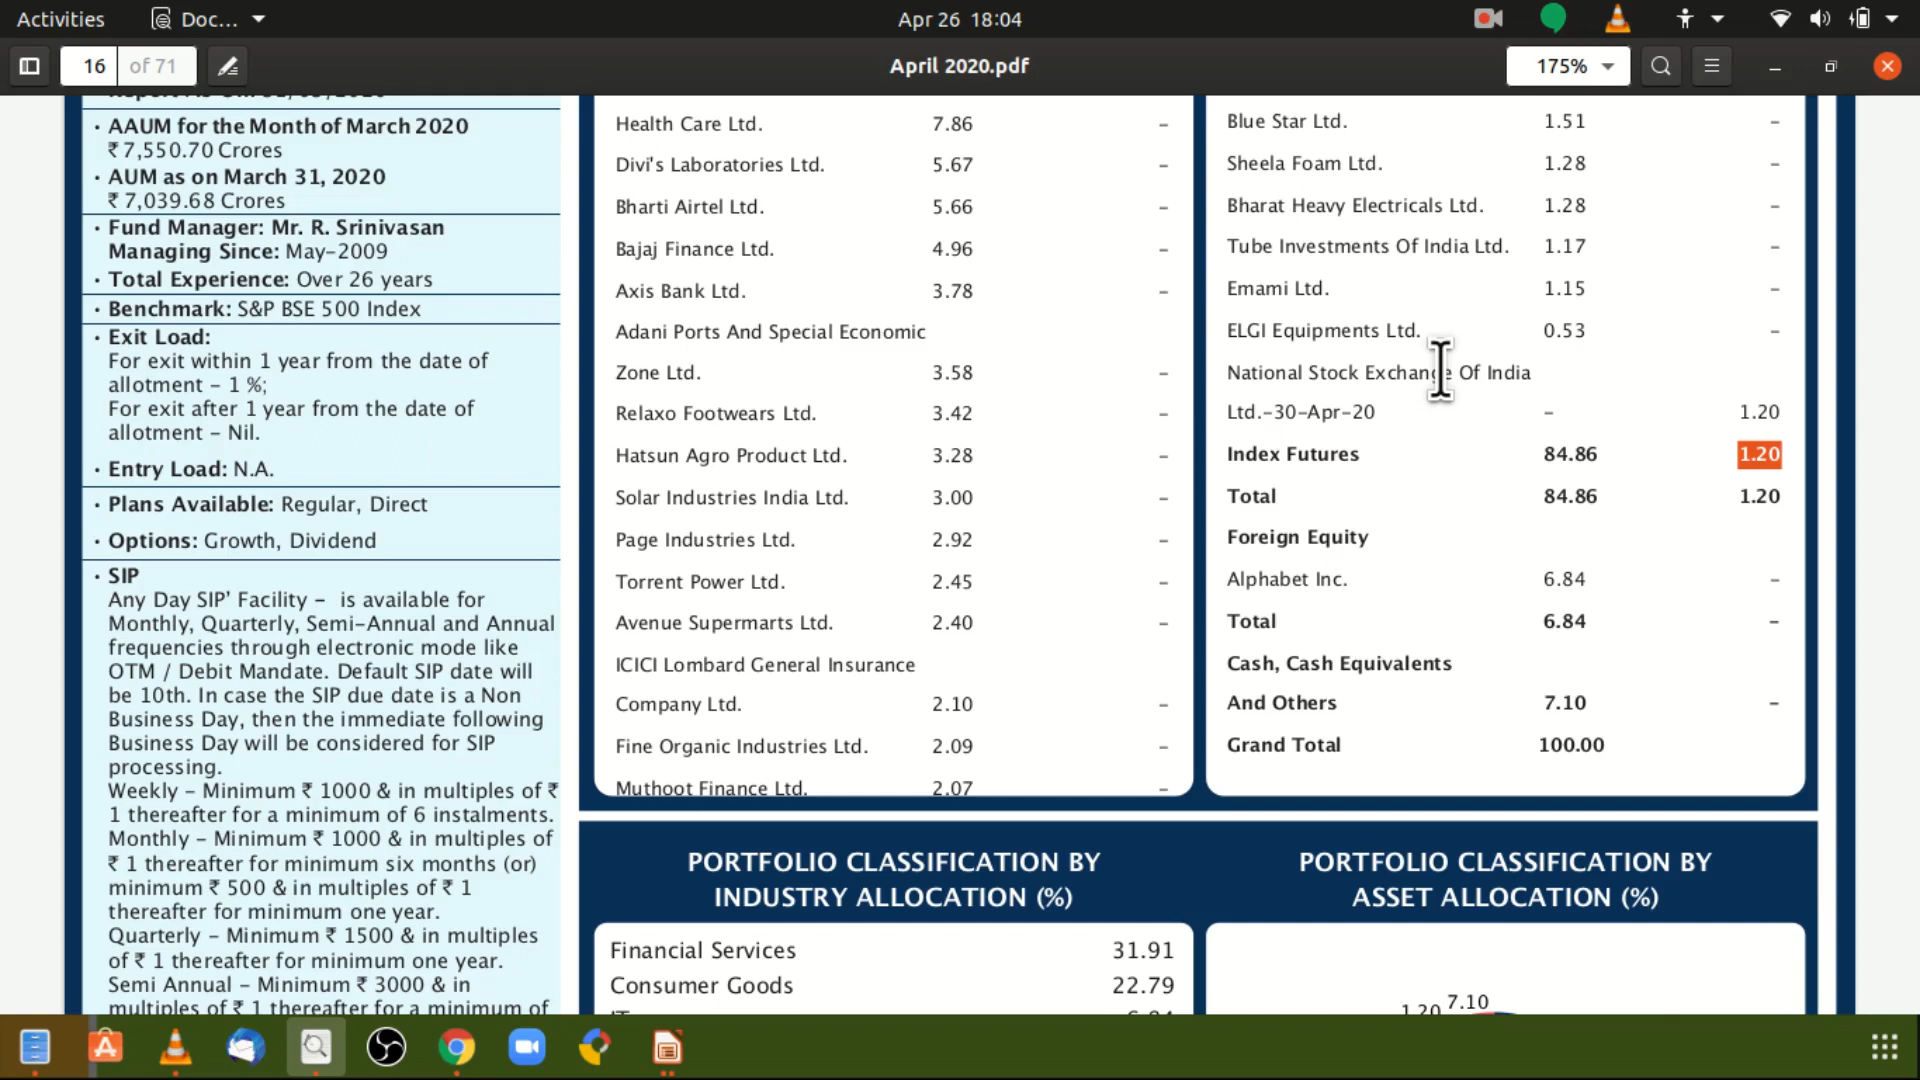 Activities
Doc...
Apr 26 18:04
16 of 71
April 2020.pdf
175%
· AAUM for the Month of March 2020
₹ 7,550.70 Crores
· AUM as on March 31, 2020
₹ 7,039.68 Crores
· Fund Manager: Mr. R. Srinivasan
Managing Since: May–2009
· Total Experience: Over 26 years
· Benchmark: S&P BSE 500 Index
· Exit Load:
For exit within 1 year from the date of
allotment – 1 %;
For exit after 1 year from the date of
allotment – Nil.
· Entry Load: N.A.
· Plans Available: Regular, Direct
· Options: Growth, Dividend
· SIP
Any Day SIP’ Facility – is available for
Monthly, Quarterly, Semi–Annual and Annual
frequencies through electronic mode like
OTM / Debit Mandate. Default SIP date will
be 10th. In case the SIP due date is a Non
Business Day, then the immediate following
Business Day will be considered for SIP
processing.
Weekly – Minimum ₹ 1000 & in multiples of ₹
1 thereafter for a minimum of 6 instalments.
Monthly – Minimum ₹ 1000 & in multiples of
₹ 1 thereafter for minimum six months (or)
minimum ₹ 500 & in multiples of ₹ 1
thereafter for minimum one year.
Quarterly – Minimum ₹ 1500 & in multiples
of ₹ 1 thereafter for minimum one year.
Semi Annual – Minimum ₹ 3000 & in
multiples of ₹ 1 thereafter for a minimum of
Health Care Ltd. 7.86 –
Divi's Laboratories Ltd. 5.67 –
Bharti Airtel Ltd. 5.66 –
Bajaj Finance Ltd. 4.96 –
Axis Bank Ltd. 3.78 –
Adani Ports And Special Economic
Zone Ltd. 3.58 –
Relaxo Footwears Ltd. 3.42 –
Hatsun Agro Product Ltd. 3.28 –
Solar Industries India Ltd. 3.00 –
Page Industries Ltd. 2.92 –
Torrent Power Ltd. 2.45 –
Avenue Supermarts Ltd. 2.40 –
ICICI Lombard General Insurance
Company Ltd. 2.10 –
Fine Organic Industries Ltd. 2.09 –
Muthoot Finance Ltd. 2.07 –
Blue Star Ltd. 1.51 –
Sheela Foam Ltd. 1.28 –
Bharat Heavy Electricals Ltd. 1.28 –
Tube Investments Of India Ltd. 1.17 –
Emami Ltd. 1.15 –
ELGI Equipments Ltd. 0.53 –
National Stock Exchange Of India
Ltd.–30–Apr–20 – 1.20
Index Futures 84.86 1.20
Total 84.86 1.20
Foreign Equity
Alphabet Inc. 6.84 –
Total 6.84 –
Cash, Cash Equivalents
And Others 7.10 –
Grand Total 100.00
PORTFOLIO CLASSIFICATION BY
INDUSTRY ALLOCATION (%)
Financial Services 31.91
Consumer Goods 22.79
PORTFOLIO CLASSIFICATION BY
ASSET ALLOCATION (%)
1.20 7.10